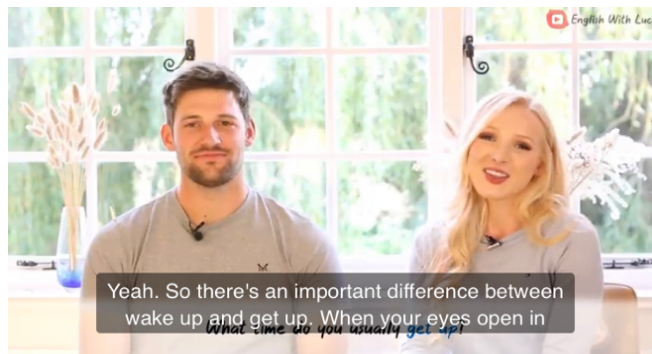 English With Luc
Yeah. So there's an important difference between
wake up and get up. When your eyes open in
What time do you usually get up?